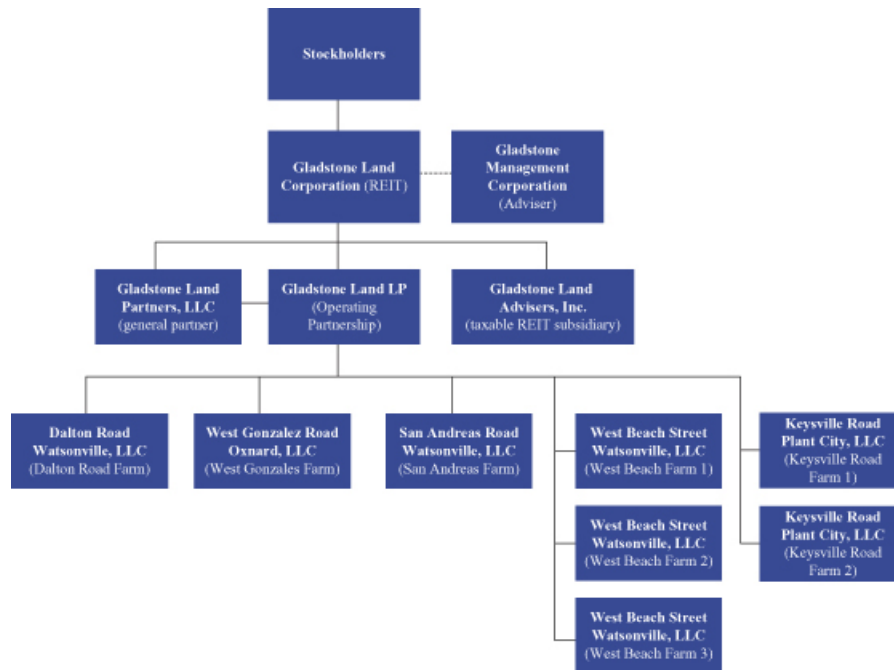 Stockholders
Gladstone Land
Corporation (REIT)
Gladstone
Management
Corporation
(Adviser)
Gladstone Land
Partners, LLC
(general partner)
Gladstone Land LP
(Operating
Partnership)
Gladstone Land
Advisers, Inc.
(taxable REIT subsidiary)
Dalton Road
Watsonville, LLC
(Dalton Road Farm)
West Gonzalez Road
Oxnard, LLC
(West Gonzales Farm)
San Andreas Road
Watsonville, LLC
(San Andreas Farm)
West Beach Street
Watsonville, LLC
(West Beach Farm 1)
Keysville Road
Plant City, LLC
(Keysville Road
Farm 1)
West Beach Street
Watsonville, LLC
(West Beach Farm 2)
Keysville Road
Plant City, LLC
(Keysville Road
Farm 2)
West Beach Street
Watsonville, LLC
(West Beach Farm 3)